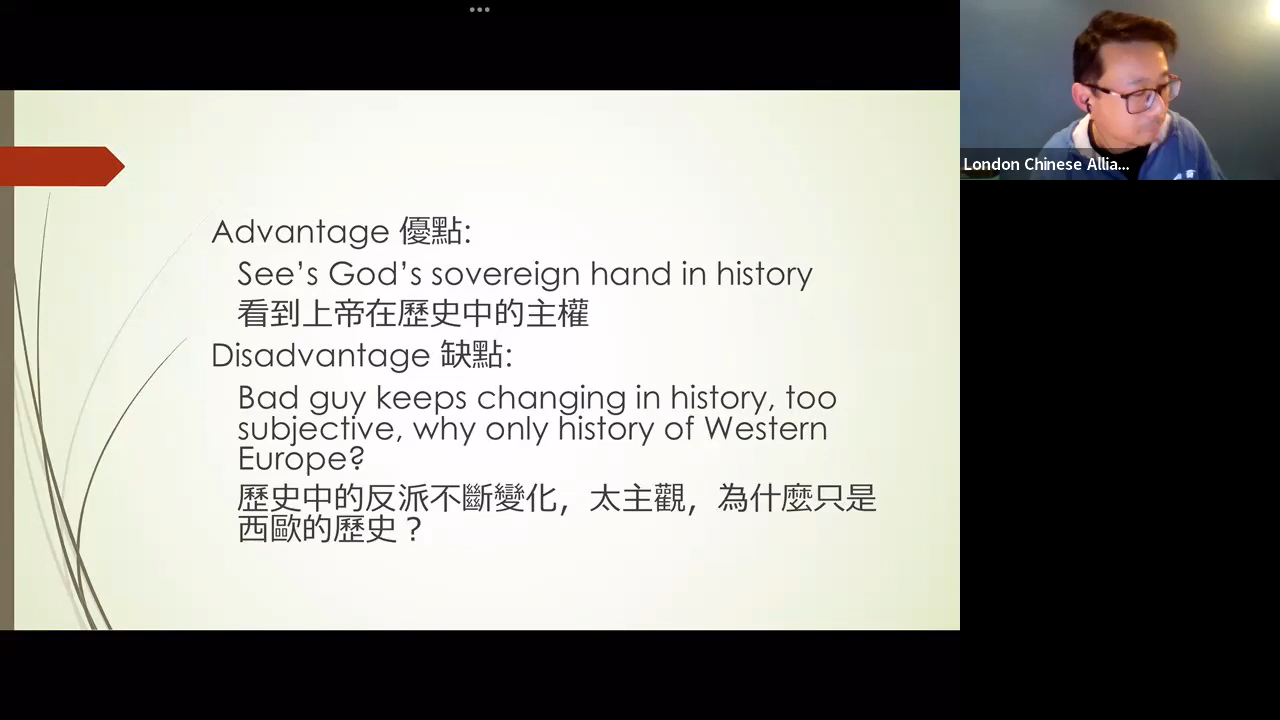 Advantage 優點:
See's God's sovereign hand in history
看到上帝在歷史中的主權
Disadvantage 缺點:
Bad guy keeps changing in history, too
subjective, why only history of Western
Europe?
歷史中的反派不斷變化，太主觀，為什麼只是
西歐的歷史？
London Chinese Allia...